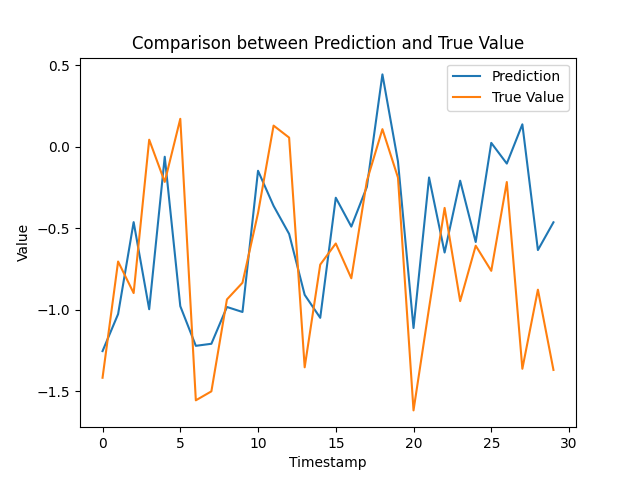 Comparison between Prediction and True Value
Prediction
True Value
0.5
0.0
−0.5
−1.0
−1.5
Value
0 5 10 15 20 25 30
Timestamp